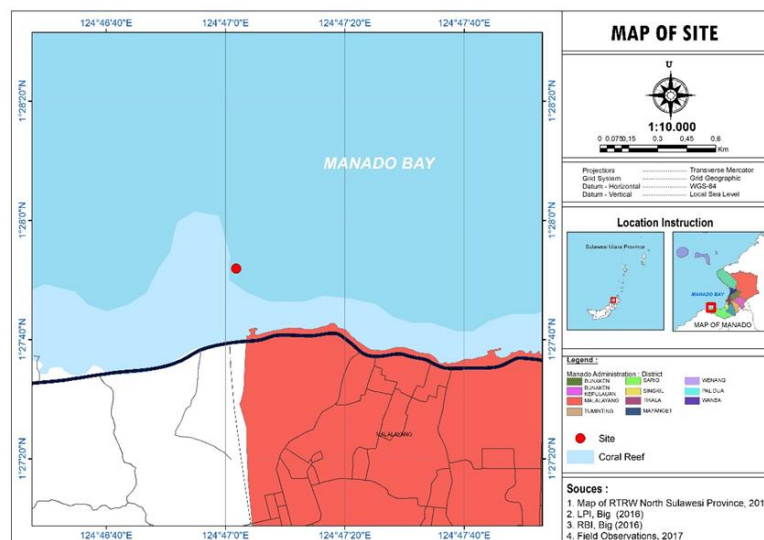 124°46'40"E 124°47'0"E 124°47'20"E 124°47'40"E
1°28'20"N
1°28'0"N
1°27'40"N
1°27'20"N
MANADO BAY
MALALAYANG
1°28'20"N
1°28'0"N
1°27'40"N
1°27'20"N
124°46'40"E 124°47'0"E 124°47'20"E 124°47'40"E
MAP OF SITE
U
1:10.000
0 0.075 0,15 0,3 0,45 0,6
Km
Projection Transverse Mercator
Grid System Grid Geographic
Datum - Horizontal WGS-84
Datum - Vertical Local Sea Level
Location Instruction
Sulawesi Utara Province
MANADO BAY
MAP OF MANADO
Legend :
Manado Administration : District
BUNAKEN
BUNAKEN KEPULAUAN
MALALAYANG
TUMINTING
SARIO
SINGKIL
TIKALA
MAPANGET
WENANG
PAL DUA
WANEA
Site
Coral Reef
Souces :
1. Map of RTRW North Sulawesi Province, 201
2. LPI, Big (2016)
3. RBI, Big (2016)
4. Field Observations, 2017